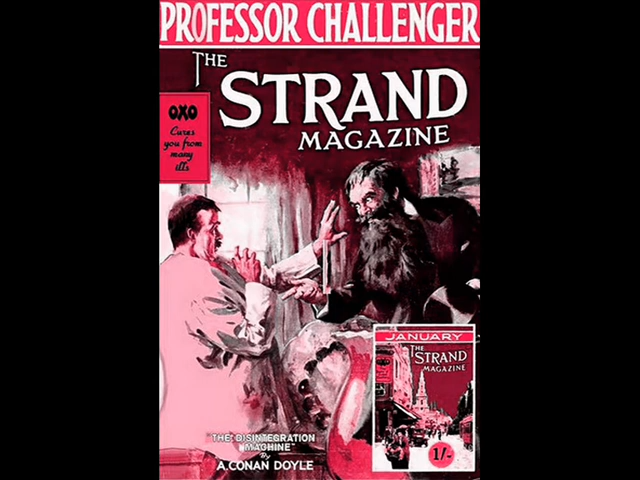 PROFESSOR CHALLENGER
THE
STRAND
MAGAZINE
OXO
Cures
you from
many
ills
JANUARY
THE
STRAND
MAGAZINE
1/-
"THE DISINTEGRATION
MACHINE"
By
A. CONAN DOYLE